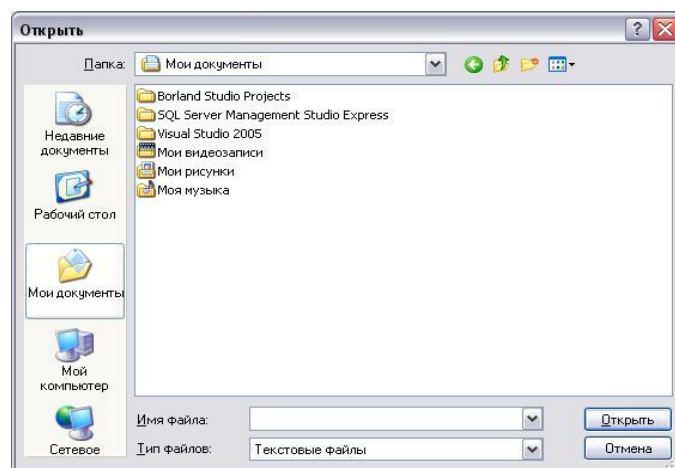 Открыть
Папка: Мои документы
Borland Studio Projects
SQL Server Management Studio Express
Visual Studio 2005
Мои видеозаписи
Мои рисунки
Моя музыка
Недавние
документы
Рабочий стол
Мои документы
Мой
компьютер
Сетевое
Имя файла:
Открыть
Тип файлов: Текстовые файлы
Отмена